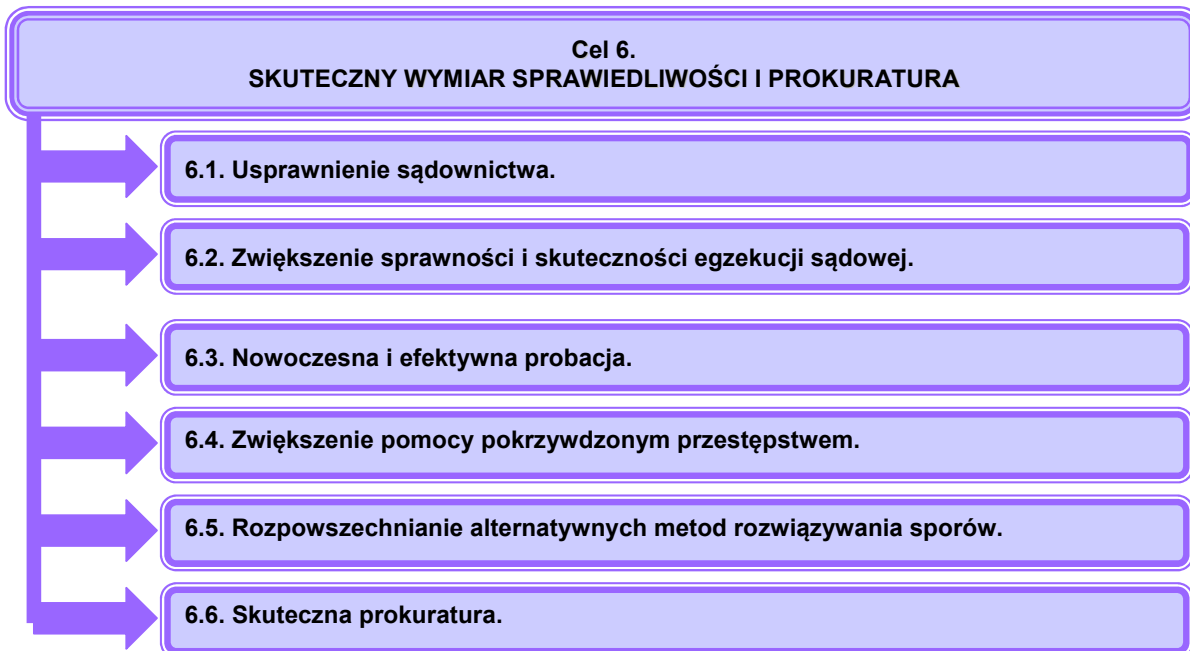 Cel 6.
SKUTECZNY WYMIAR SPRAWIEDLIWOŚCI I PROKURATURA
6.1. Usprawnienie sądownictwa.
6.2. Zwiększenie sprawności i skuteczności egzekucji sądowej.
6.3. Nowoczesna i efektywna probacja.
6.4. Zwiększenie pomocy pokrzywdzonym przestępstwem.
6.5. Rozpowszechnianie alternatywnych metod rozwiązywania sporów.
6.6. Skuteczna prokuratura.